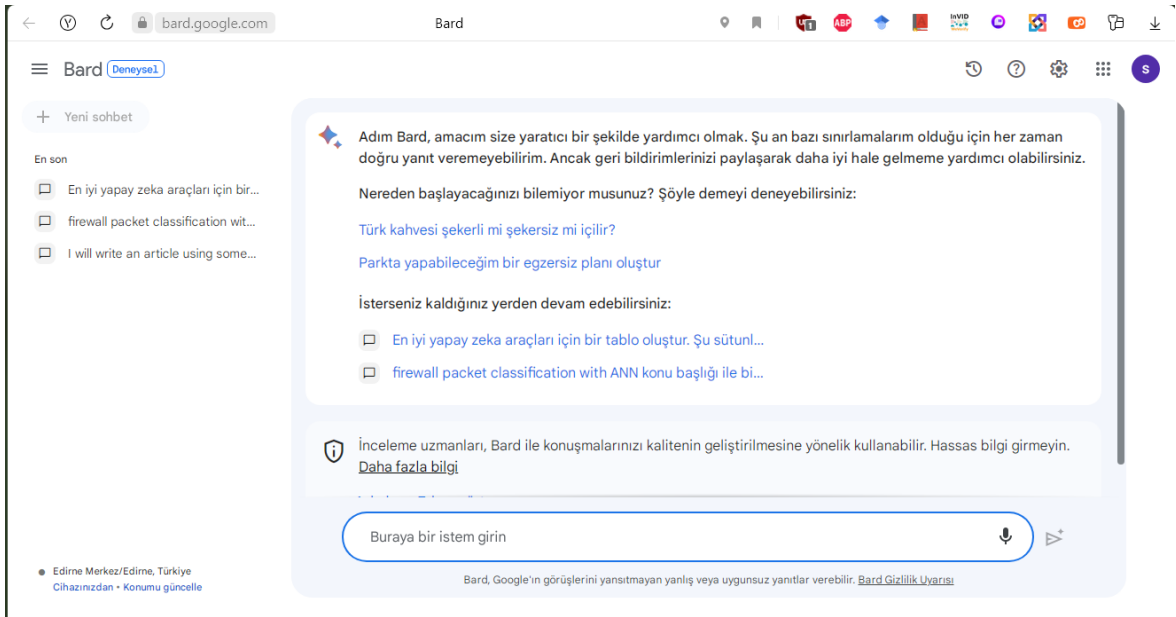 bard.google.com
Bard
ABP
InVID
Bard Deneysel
S
Yeni sohbet
En son
En iyi yapay zeka araçları için bir...
firewall packet classification wit...
I will write an article using some...
Adım Bard, amacım size yaratıcı bir şekilde yardımcı olmak. Şu an bazı sınırlamalarım olduğu için her zaman
doğru yanıt veremeyebilirim. Ancak geri bildirimlerinizi paylaşarak daha iyi hale gelmeme yardımcı olabilirsiniz.
Nereden başlayacağınızı bilemiyor musunuz? Şöyle demeyi deneyebilirsiniz:
Türk kahvesi şekerli mi şekersiz mi içilir?
Parkta yapabileceğim bir egzersiz planı oluştur
İsterseniz kaldığınız yerden devam edebilirsiniz:
En iyi yapay zeka araçları için bir tablo oluştur. Şu sütunl...
firewall packet classification with ANN konu başlığı ile bi...
İnceleme uzmanları, Bard ile konuşmalarınızı kalitenin geliştirilmesine yönelik kullanabilir. Hassas bilgi girmeyin.
Daha fazla bilgi
Buraya bir istem girin
Edirne Merkez/Edirne, Türkiye
Cihazınızdan • Konumu güncelle
Bard, Google'ın görüşlerini yansıtmayan yanlış veya uygunsuz yanıtlar verebilir. Bard Gizlilik Uyarısı